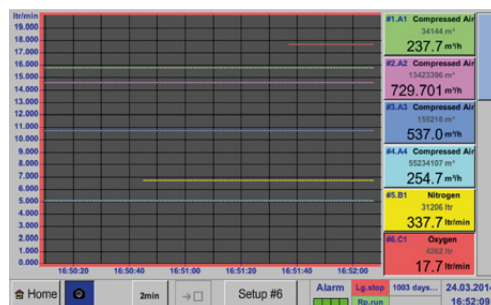 ltr/min
19.000
18.000
17.000
16.000
15.000
14.000
13.000
12.000
11.000
10.000
9.000
8.000
7.000
6.000
5.000
4.000
3.000
2.000
1.000
0.000
16:50:20
16:50:40
16:51:00
16:51:20
16:51:40
16:52:00
#1.A1 Compressed Air
34144 m³
237.7 m³/h
#2.A2 Compressed Air
13423396 m³
729.701 m³/h
#3.A3 Compressed Air
155218 m³
537.0 m³/h
#4.A4 Compressed Air
55234107 m³
254.7 m³/h
#5.B1 Nitrogen
31206 ltr
337.7 ltr/min
#6.C1 Oxygen
4262 ltr
17.7 ltr/min
Home
2min
Setup #6
Alarm
Lg.stop
1003 days...
Rp.run
24.03.201
16:52:09